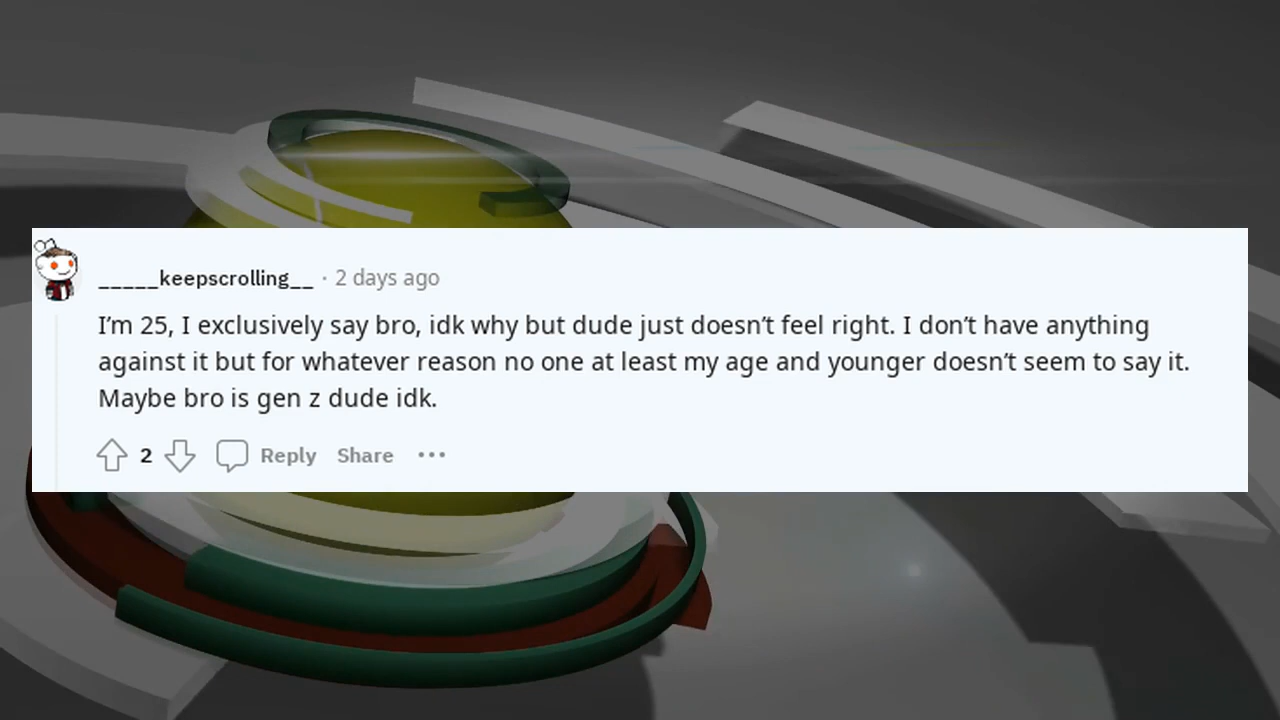 _____keepscrolling__ · 2 days ago
I’m 25, I exclusively say bro, idk why but dude just doesn’t feel right. I don’t have anything
against it but for whatever reason no one at least my age and younger doesn’t seem to say it.
Maybe bro is gen z dude idk.
2 Reply Share